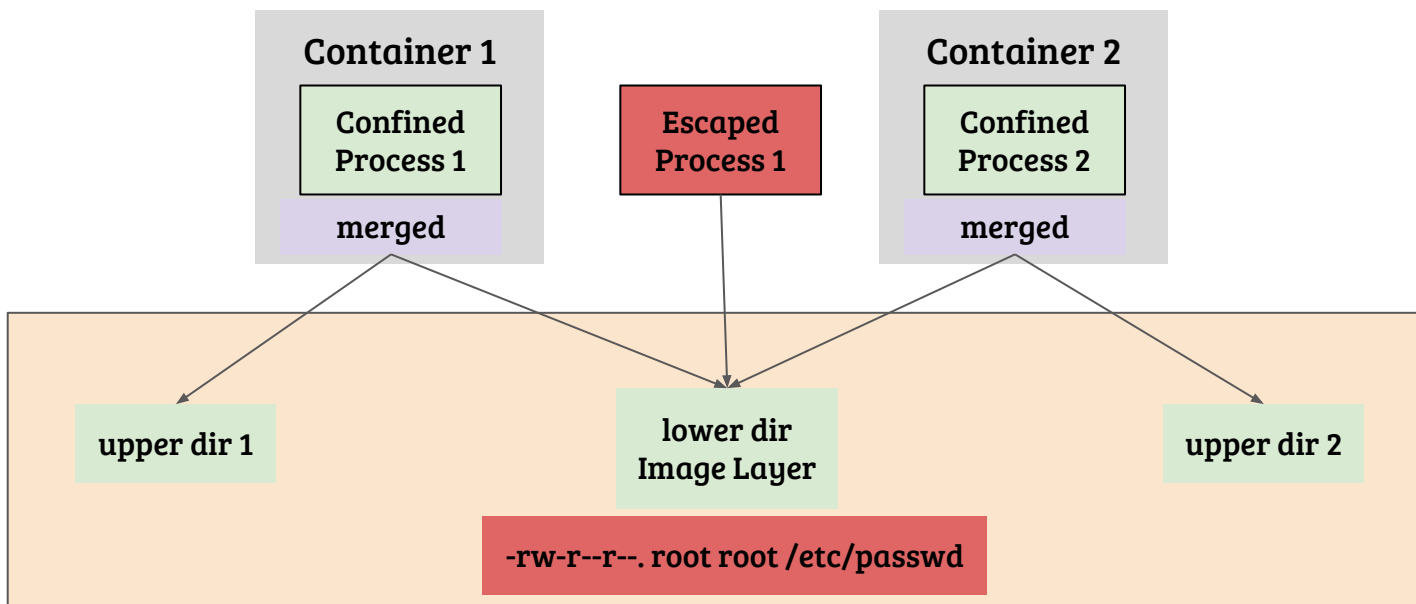 Container 1
Confined
Process 1
merged
Escaped
Process 1
Container 2
Confined
Process 2
merged
upper dir 1
lower dir
Image Layer
upper dir 2
-rw-r--r--. root root /etc/passwd